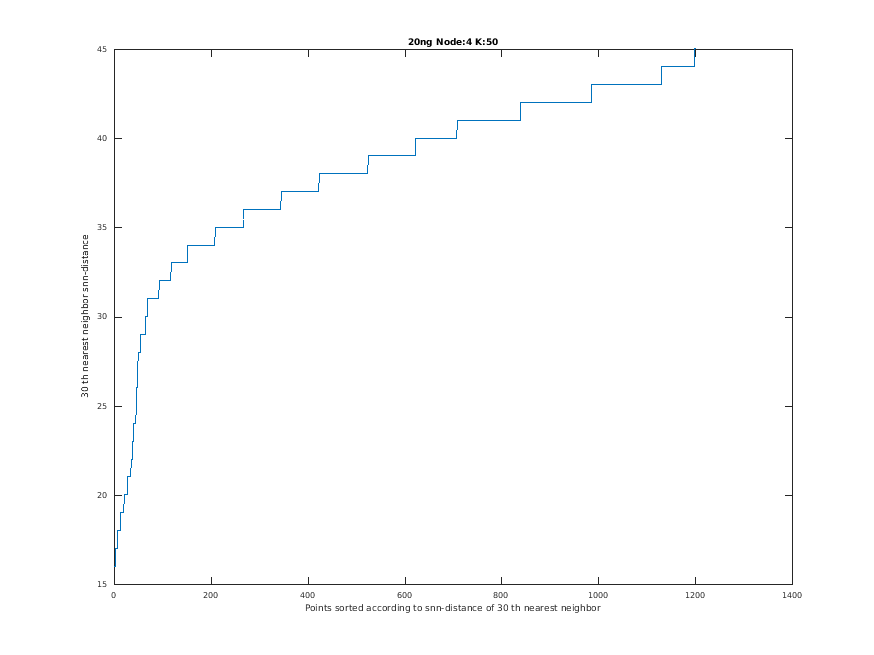 20ng Node:4 K:50
45
40
35
30
25
20
15
30 th nearest neighbor snn-distance
0 200 400 600 800 1000 1200 1400
Points sorted according to snn-distance of 30 th nearest neighbor